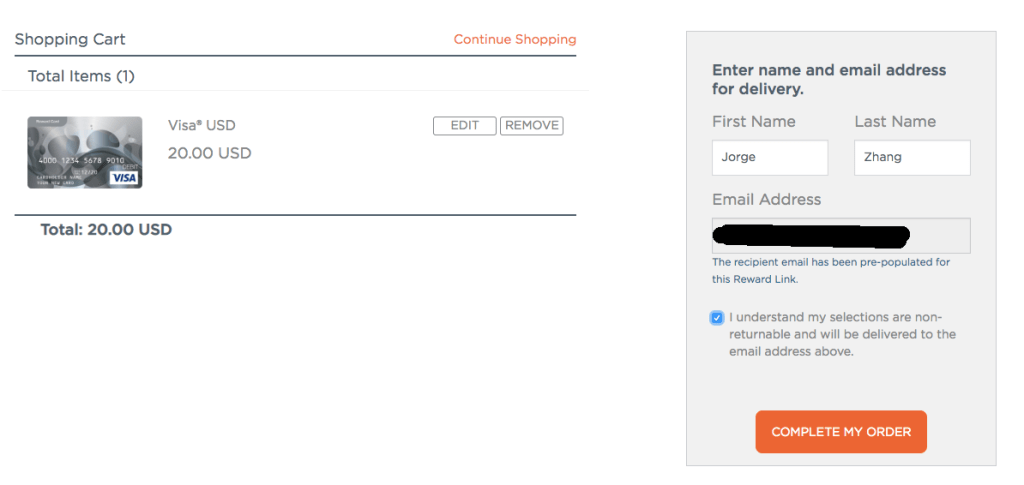 Shopping Cart
Continue Shopping
Total Items (1)
4000 1234 5678 9010
VISA
Visa® USD
20.00 USD
EDIT
REMOVE
Total: 20.00 USD
Enter name and email address
for delivery.
First Name
Last Name
Jorge
Zhang
Email Address
The recipient email has been pre-populated for
this Reward Link.
I understand my selections are non-
returnable and will be delivered to the
email address above.
COMPLETE MY ORDER